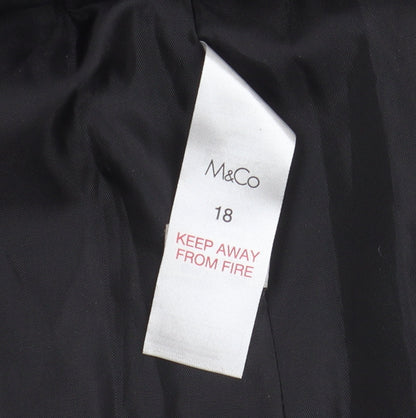 M&Co
18
KEEP AWAY
FROM FIRE